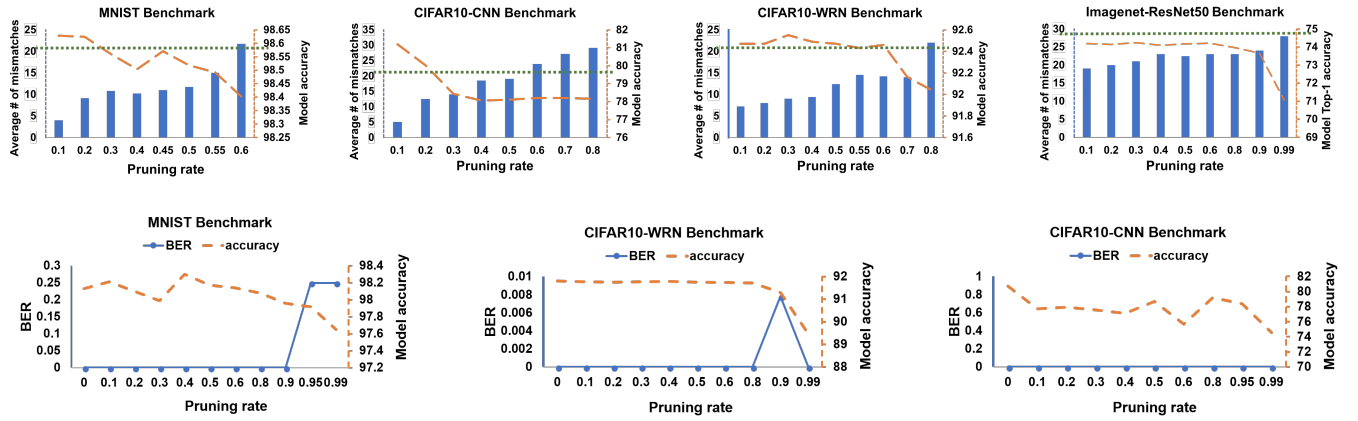 MNIST Benchmark
Average # of mismatches
25
20
15
10
5
0
98.65
98.6
98.55
98.5
98.45
98.4
98.35
98.3
98.25
Model accuracy
0.1 0.2 0.3 0.4 0.45 0.5 0.55 0.6
Pruning rate
CIFAR10-CNN Benchmark
Average # of mismatches
35
30
25
20
15
10
5
0
82
81
80
79
78
77
76
Model accuracy
0.1 0.2 0.3 0.4 0.5 0.6 0.7 0.8
Pruning rate
CIFAR10-WRN Benchmark
Average # of mismatches
25
20
15
10
5
0
92.6
92.4
92.2
92
91.8
91.6
Model accuracy
0.1 0.2 0.3 0.4 0.5 0.55 0.6 0.7 0.8
Pruning rate
Imagenet-ResNet50 Benchmark
Average # of mismatches
30
25
20
15
10
5
0
75
74
73
72
71
70
69
Model Top-1 accuracy
0.1 0.2 0.3 0.4 0.5 0.6 0.8 0.9 0.99
Pruning rate
MNIST Benchmark
BER accuracy
BER
0.3
0.25
0.2
0.15
0.1
0.05
0
98.4
98.2
98
97.8
97.6
97.4
97.2
Model accuracy
0 0.1 0.2 0.3 0.4 0.5 0.6 0.8 0.9 0.95 0.99
Pruning rate
CIFAR10-WRN Benchmark
BER accuracy
BER
0.01
0.008
0.006
0.004
0.002
0
92
91
90
89
88
Model accuracy
0 0.1 0.2 0.3 0.4 0.5 0.6 0.8 0.9 0.99
Pruning rate
CIFAR10-CNN Benchmark
BER accuracy
BER
1
0.8
0.6
0.4
0.2
0
82
80
78
76
74
72
70
Model accuracy
0 0.1 0.2 0.3 0.4 0.5 0.6 0.8 0.95 0.99
Pruning rate